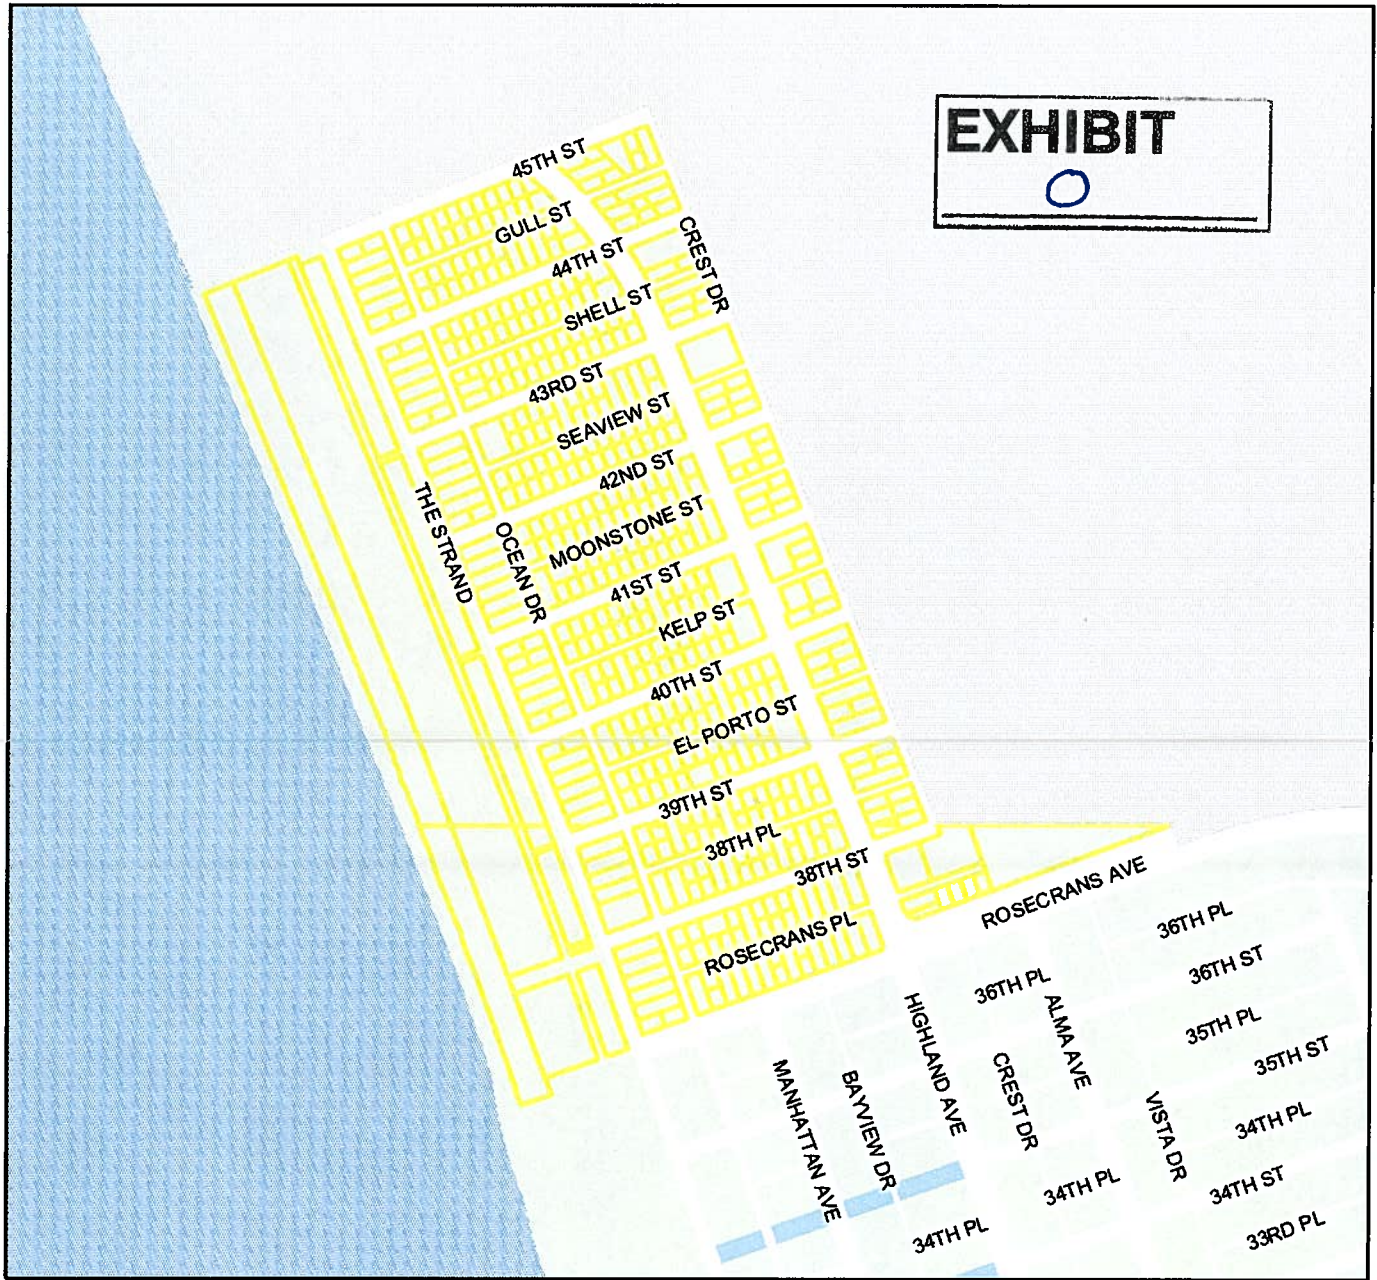 EXHIBIT
O
45TH ST
GULL ST
44TH ST
CREST DR
SHELL ST
43RD ST
SEAVIEW ST
42ND ST
THE STRAND
OCEAN DR
MOONSTONE ST
41ST ST
KELP ST
40TH ST
EL PORTO ST
39TH ST
38TH PL
38TH ST
ROSECRANS AVE
ROSECRANS PL
36TH PL
36TH ST
36TH PL
HIGHLAND AVE
ALMA AVE
35TH PL
35TH ST
MANHATTAN AVE
BAYVIEW DR
CREST DR
VISTA DR
34TH PL
34TH PL
34TH ST
34TH PL
33RD PL